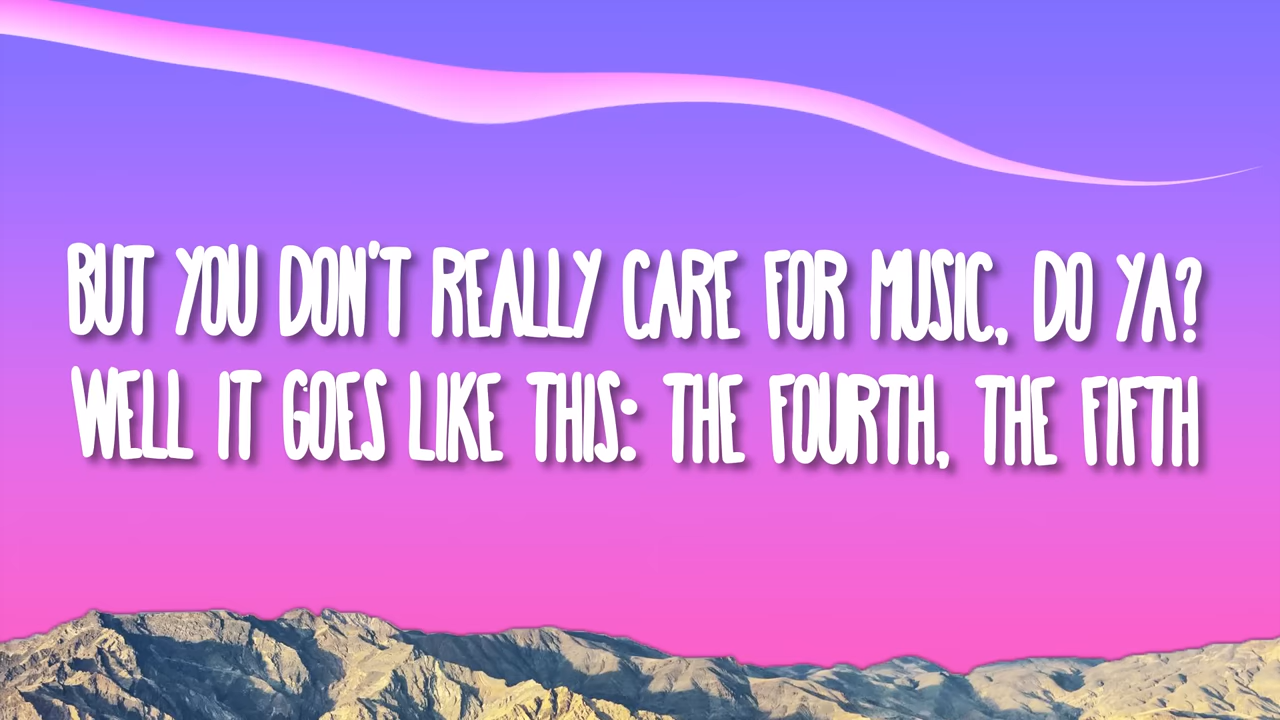 BUT YOU DON'T REALLY CARE FOR MUSIC, DO YA?
WELL IT GOES LIKE THIS: THE FOURTH, THE FIFTH